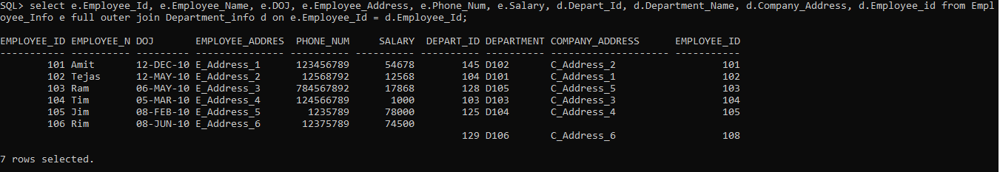 SQL> select e.Employee_Id, e.Employee_Name, e.DOJ, e.Employee_Address, e.Phone_Num, e.Salary, d.Depart_Id, d.Department_Name, d.Company_Address, d.Employee_id from Empl
oyee_Info e full outer join Department_info d on e.Employee_Id = d.Employee_Id;
EMPLOYEE_ID EMPLOYEE_N DOJ       EMPLOYEE_ADDRES  PHONE_NUM     SALARY  DEPART_ID DEPARTMENT COMPANY_ADDRESS      EMPLOYEE_ID
----------- ---------- --------- --------------- ---------- ---------- ---------- ---------- -------------------- -----------
        101 Amit       12-DEC-10 E_Address_1      123456789      54678        145 D102       C_Address_2                  101
        102 Tejas      12-MAY-10 E_Address_2       12568792      12568        104 D101       C_Address_1                  102
        103 Ram        06-MAY-10 E_Address_3      784567892      17868        128 D105       C_Address_5                  103
        104 Tim        05-MAR-10 E_Address_4      124566789       1000        103 D103       C_Address_3                  104
        105 Jim        08-FEB-10 E_Address_5        1235789      78000        125 D104       C_Address_4                  105
        106 Rim        08-JUN-10 E_Address_6       12375789      74500
                                                                              129 D106       C_Address_6                  108
7 rows selected.